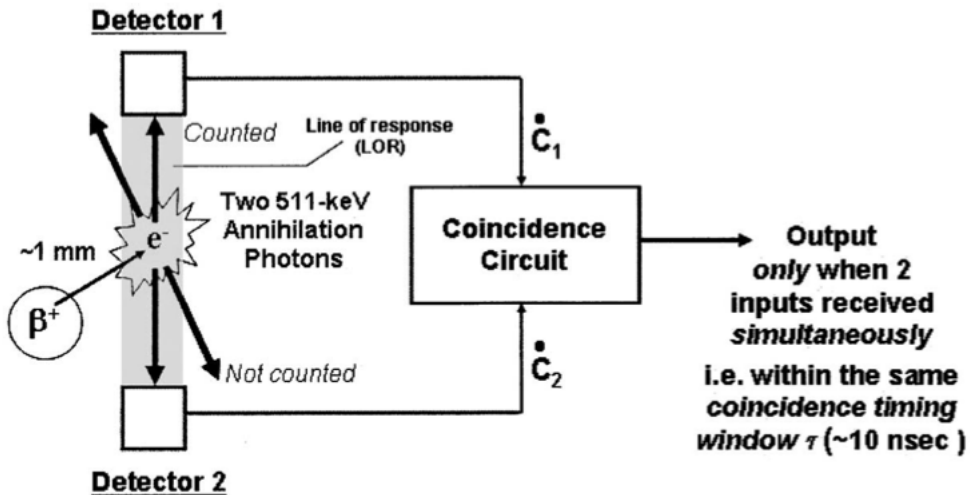 Detector 1
Counted
Line of response
(LOR)
Ċ₁
Two 511-keV
Annihilation
Photons
e⁻
~1 mm
β⁺
Coincidence
Circuit
Output
only when 2
inputs received
simultaneously
i.e. within the same
coincidence timing
window τ (~10 nsec )
Not counted
Ċ₂
Detector 2